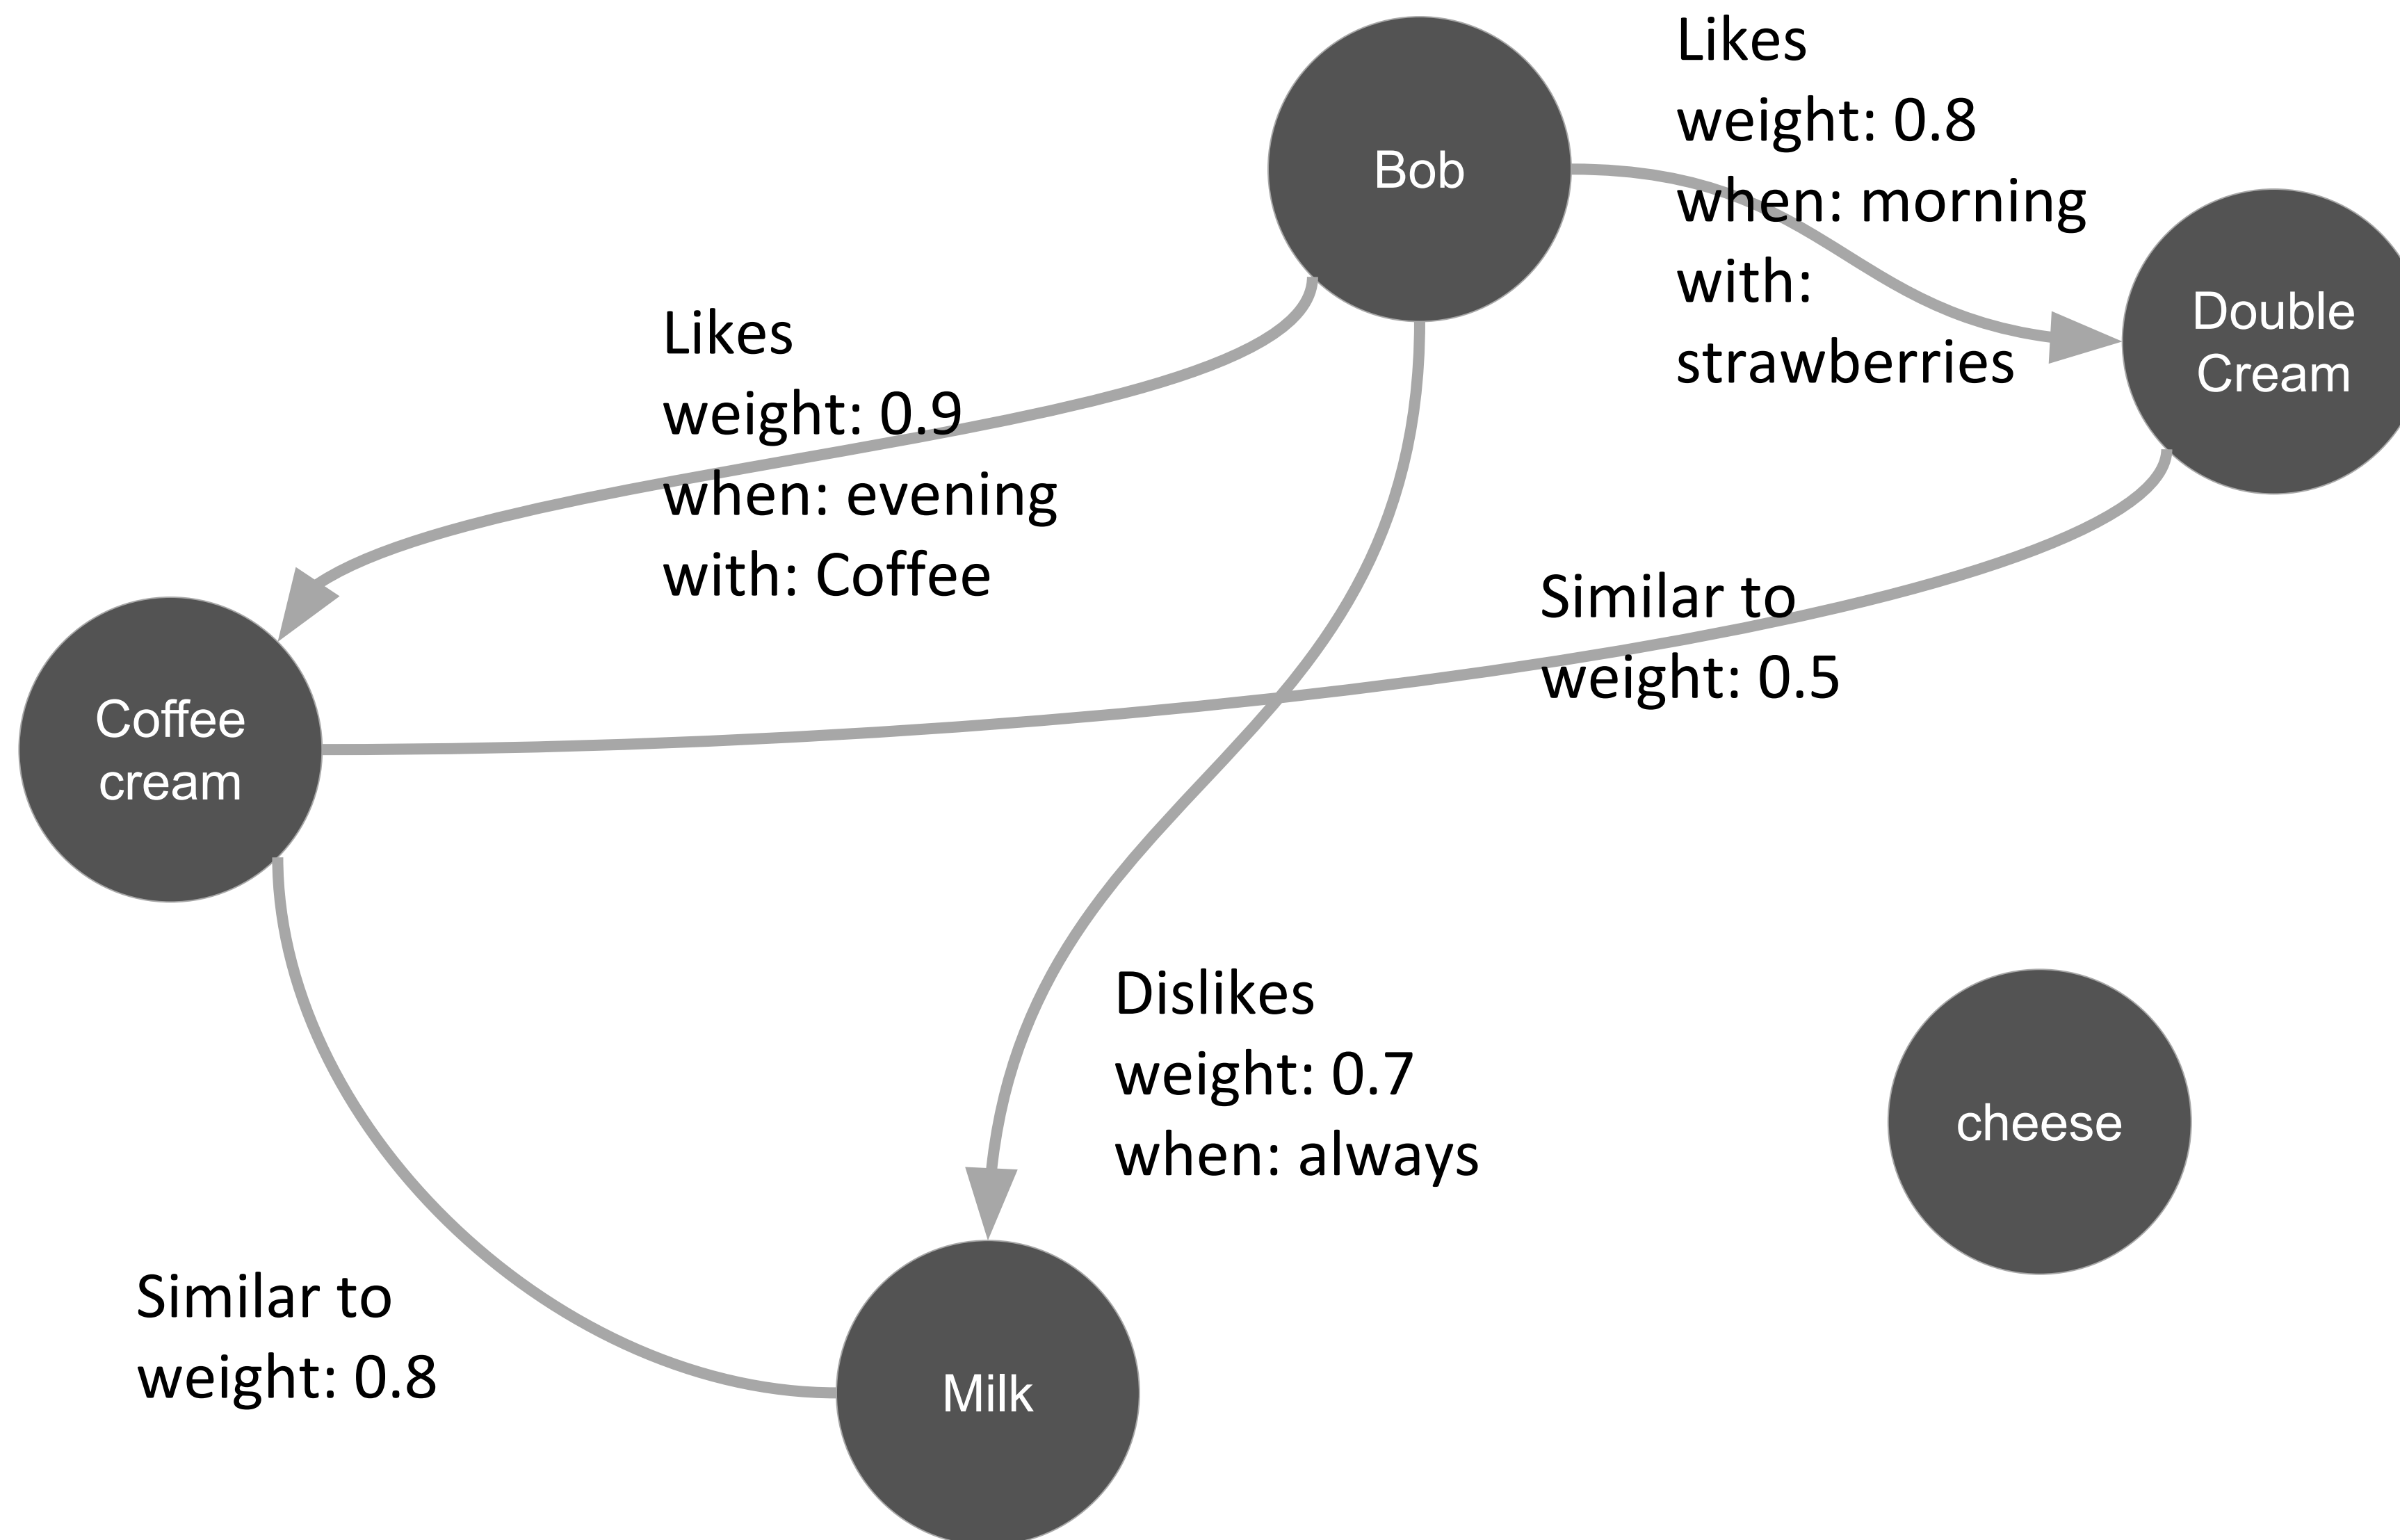 Bob
Likes
weight: 0.8
when: morning
with:
strawberries
Double
Cream
Likes
weight: 0.9
when: evening
with: Coffee
Similar to
weight: 0.5
Coffee
cream
Dislikes
weight: 0.7
when: always
cheese
Similar to
weight: 0.8
Milk